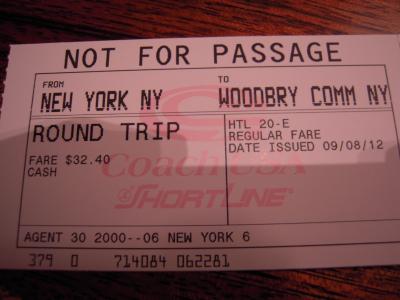 NOT FOR PASSAGE
FROM TO
NEW YORK NY WOODBRY COMM NY
ROUND TRIP HTL 20-E
REGULAR FARE
FARE $32.40 DATE ISSUED 09/08/12
CASH
Coach USA
SHORTLINE
AGENT 30 2000--06 NEW YORK 6
379 0 714084 062281